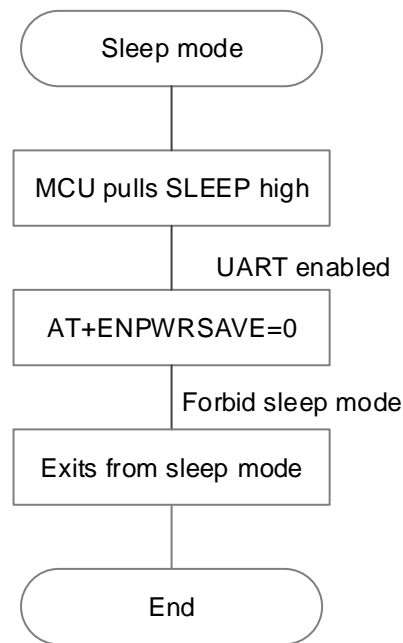 Sleep mode
MCU pulls SLEEP high
UART enabled
AT+ENPWRSAVE=0
Forbid sleep mode
Exits from sleep mode
End